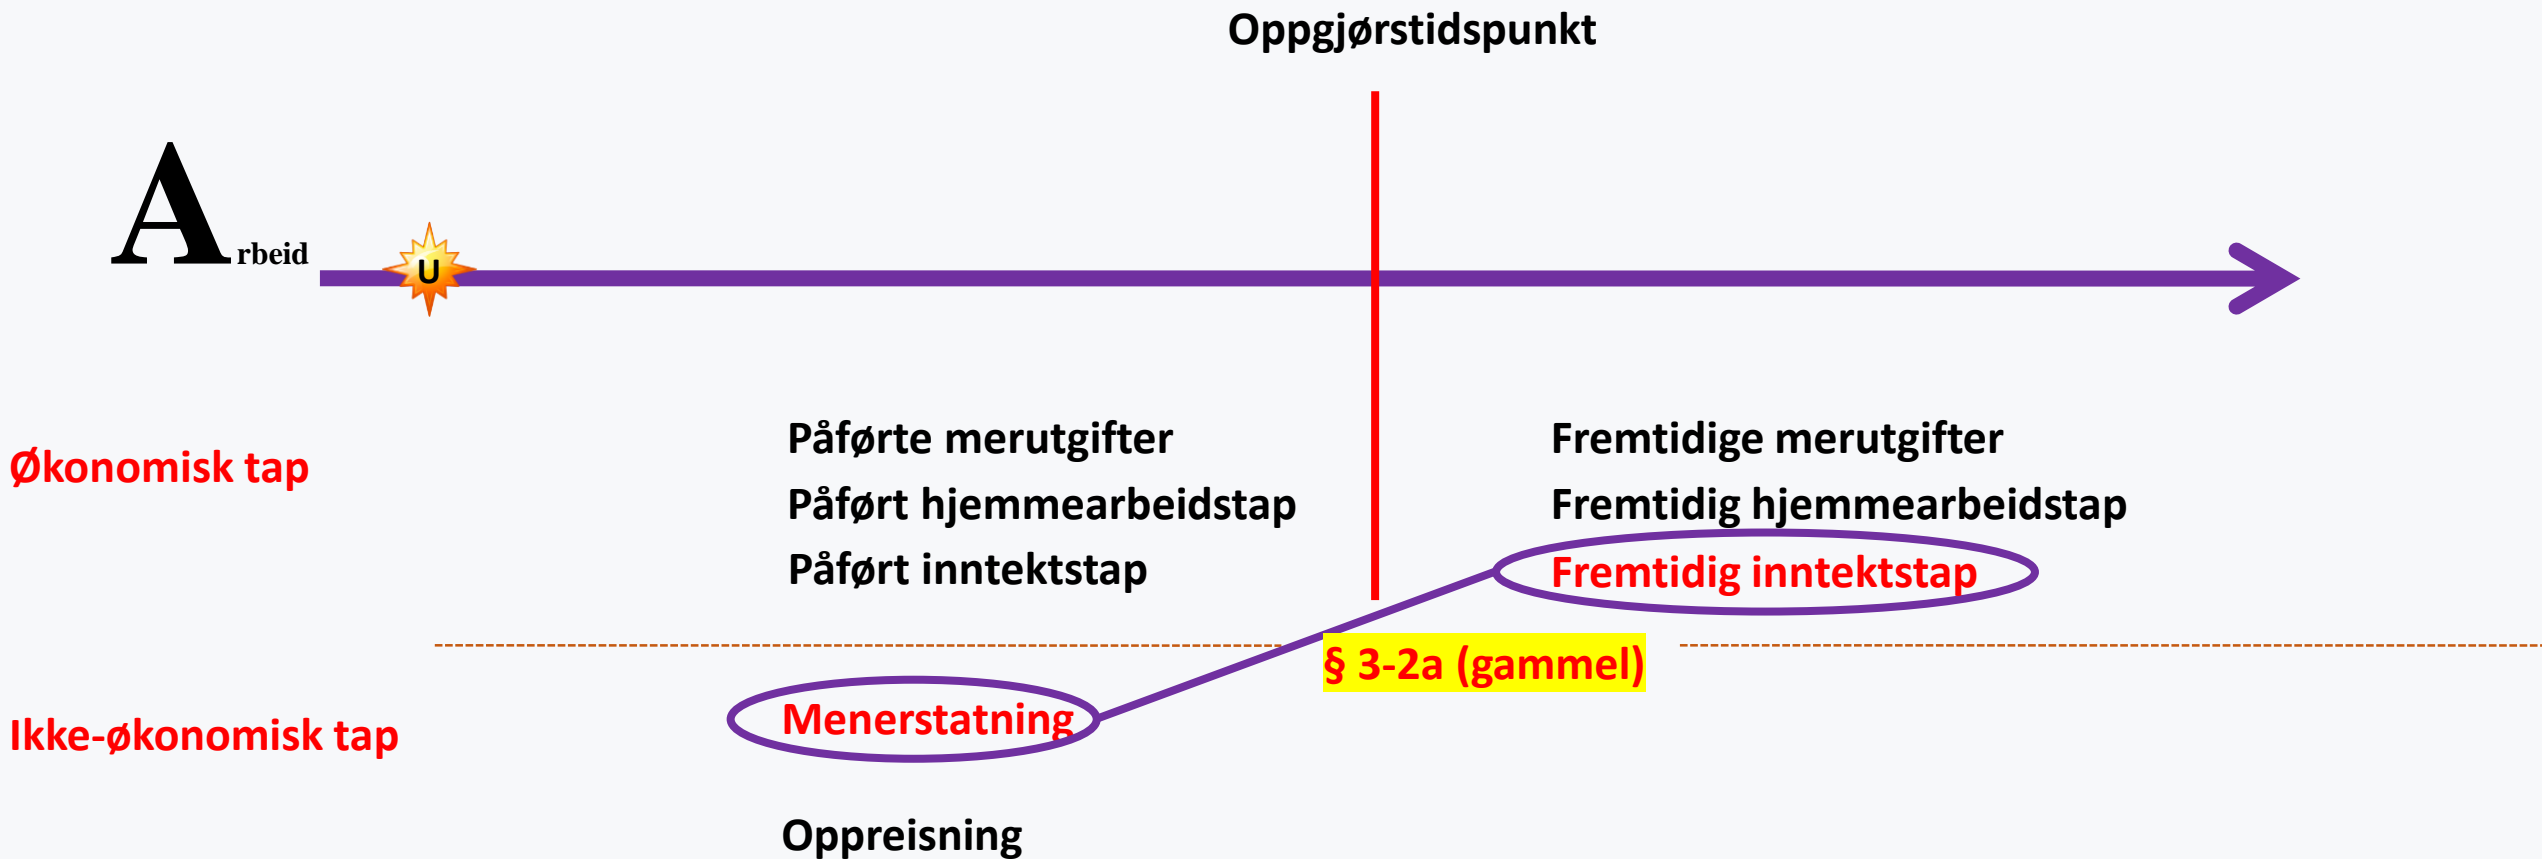 Oppgjørstidspunkt
Arbeid
U
Økonomisk tap
Påførte merutgifter
Påført hjemmearbeidstap
Påført inntektstap
Fremtidige merutgifter
Fremtidig hjemmearbeidstap
Fremtidig inntektstap
§ 3-2a (gammel)
Ikke-økonomisk tap
Menerstatning
Oppreisning